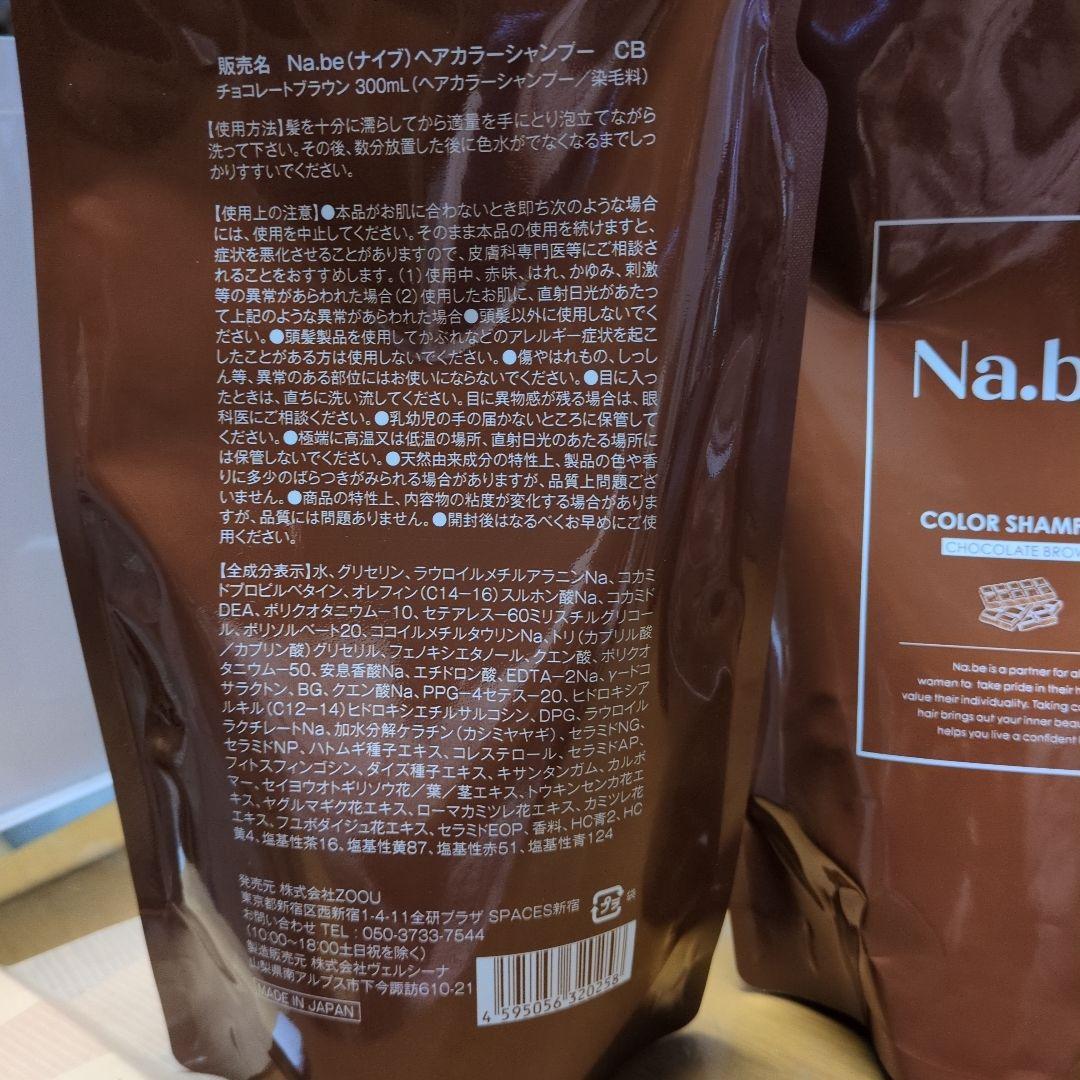 販売名　Na.be(ナイブ)ヘアカラーシャンプー　CB
チョコレートブラウン 300mL(ヘアカラーシャンプー／染毛料)
【使用方法】髪を十分に濡らしてから適量を手にとり泡立てながら
洗って下さい。その後、数分放置した後に色水がでなくなるまでしっ
かりすすいでください。
【使用上の注意】●本品がお肌に合わないとき即ち次のような場合
には、使用を中止してください。そのまま本品の使用を続けますと、
症状を悪化させることがありますので、皮膚科専門医等にご相談さ
れることをおすすめします。(1)使用中、赤味、はれ、かゆみ、刺激
等の異常があらわれた場合(2)使用したお肌に、直射日光があたっ
て上記のような異常があらわれた場合●頭髪以外に使用しないでく
ださい。●頭髪製品を使用してかぶれなどのアレルギー症状を起こ
したことがある方は使用しないでください。●傷やはれもの、しっし
ん等、異常のある部位にはお使いにならないでください。●目に入っ
たときは、直ちに洗い流してください。目に異物感が残る場合は、眼
科医にご相談ください。●乳幼児の手の届かないところに保管して
ください。●極端に高温又は低温の場所、直射日光のあたる場所に
は保管しないでください。●天然由来成分の特性上、製品の色や香
りに多少のばらつきがみられる場合がありますが、品質上問題ござ
いません。●商品の特性上、内容物の粘度が変化する場合がありま
すが、品質には問題ありません。●開封後はなるべくお早めにご使
用ください。
【全成分表示】水、グリセリン、ラウロイルメチルアラニンNa、コカミ
ドプロピルベタイン、オレフィン(C14-16)スルホン酸Na、コカミド
DEA、ポリクオタニウム-10、セテアレス-60ミリスチルグリコー
ル、ポリソルベート20、ココイルメチルタウリンNa、トリ(カプリル酸
／カプリン酸)グリセリル、フェノキシエタノール、クエン酸、ポリクオ
タニウム-50、安息香酸Na、エチドロン酸、EDTA-2Na、γ-ドコ
サラクトン、BG、クエン酸Na、PPG-4セテス-20、ヒドロキシア
ルキル(C12-14)ヒドロキシエチルサルコシン、DPG、ラウロイル
ラクチレートNa、加水分解ケラチン(カシミヤヤギ)、セラミドNG、
セラミドNP、ハトムギ種子エキス、コレステロール、セラミドAP、
フィトスフィンゴシン、ダイズ種子エキス、キサンタンガム、カルボ
マー、セイヨウオトギリソウ花／葉／茎エキス、トウキンセンカ花エ
キス、ヤグルマギク花エキス、ローマカミツレ花エキス、カミツレ花
エキス、フユボダイジュ花エキス、セラミドEOP、香料、HC青2、HC
黄4、塩基性茶16、塩基性黄87、塩基性赤51、塩基性青124
発売元 株式会社ZOOU
東京都新宿区西新宿1-4-11全研プラザ SPACES新宿
お問い合わせ TEL：050-3733-7544
(10:00~18:00土日祝を除く)
製造販売元 株式会社ヴェルシーナ
山梨県南アルプス市下今諏訪610-21
MADE IN JAPAN
プラ
袋
4 595056 320258
Na.b
COLOR SHAMP
CHOCOLATE BROW
Na.be is a partner for al
women to take pride in their h
value their individuality. Taking c
hair brings out your inner beau
helps you live a confident